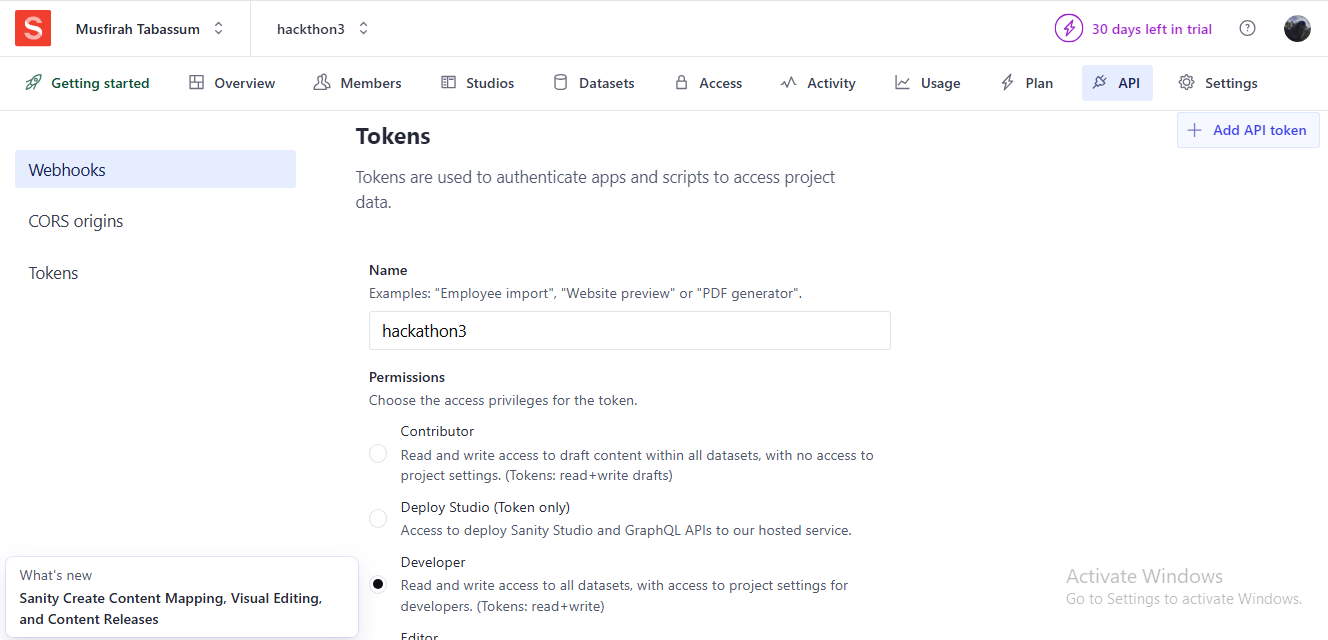 S Musfirah Tabassum hackthon3 30 days left in trial ?
Getting started Overview Members Studios Datasets Access Activity Usage Plan API Settings
Tokens
+ Add API token
Webhooks
CORS origins
Tokens
Tokens are used to authenticate apps and scripts to access project
data.
Name
Examples: "Employee import", "Website preview" or "PDF generator".
hackathon3
Permissions
Choose the access privileges for the token.
Contributor
Read and write access to draft content within all datasets, with no access to
project settings. (Tokens: read+write drafts)
Deploy Studio (Token only)
Access to deploy Sanity Studio and GraphQL APIs to our hosted service.
Developer
Read and write access to all datasets, with access to project settings for
developers. (Tokens: read+write)
Editor
What's new
Sanity Create Content Mapping, Visual Editing,
and Content Releases
Activate Windows
Go to Settings to activate Windows.